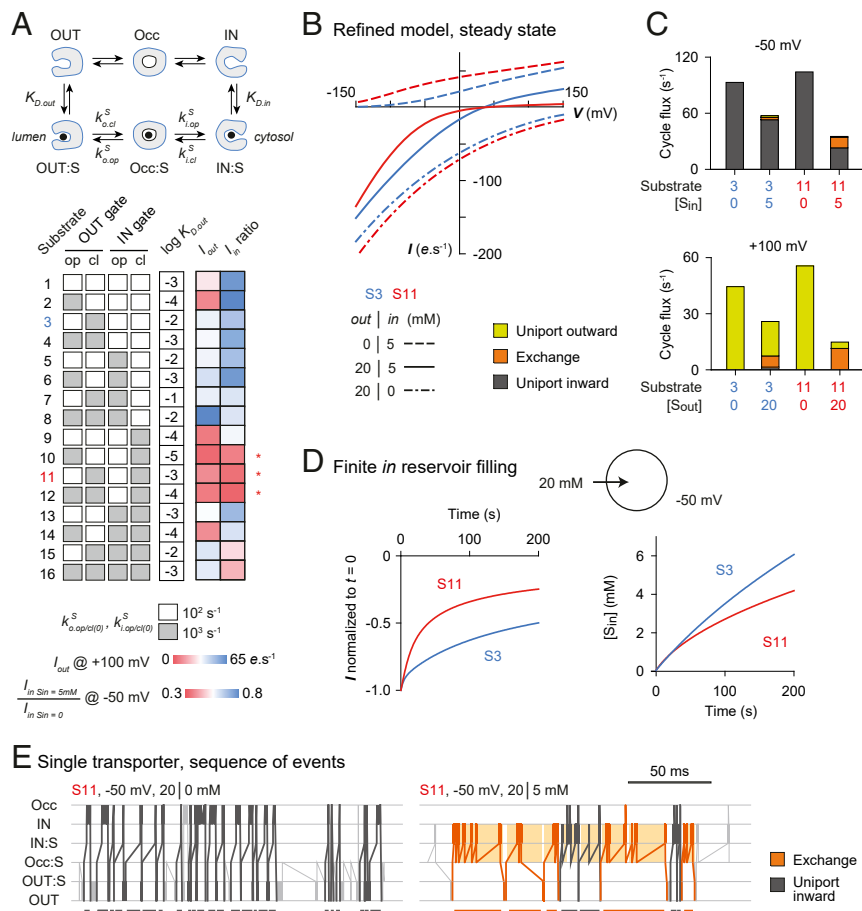 A
OUT Occ IN
K_D.out
K_D.in
k^S_o.cl k^S_i.op
lumen cytosol
k^S_o.op k^S_i.cl
OUT:S Occ:S IN:S
Substrate OUT gate IN gate log K_D.out I_out I_in ratio
op cl op cl
1 -3
2 -4
3 -2
4 -3
5 -2
6 -3
7 -1
8 -2
9 -4
10 -5 *
11 -3 *
12 -4 *
13 -3
14 -4
15 -2
16 -3
k^S_o.op/cl(0), k^S_i.op/cl(0)
10² s⁻¹
10³ s⁻¹
I_out @ +100 mV 0 65 e.s⁻¹
I_in Sin = 5mM
I_in Sin = 0
@ -50 mV 0.3 0.8
B Refined model, steady state
-150 150
V (mV)
-100
-200
I (e.s⁻¹)
S3 S11
out | in (mM)
0 | 5
20 | 5
20 | 0
Uniport outward
Exchange
Uniport inward
C
-50 mV
Cycle flux (s⁻¹)
120
60
0
Substrate 3 3 11 11
[Sin] 0 5 0 5
+100 mV
Cycle flux (s⁻¹)
90
60
30
0
Substrate 3 3 11 11
[Sout] 0 20 0 20
D Finite in reservoir filling
20 mM
-50 mV
Time (s)
0 100 200
0
-0.5
-1.0
I normalized to t = 0
S11
S3
[Sin] (mM)
6
4
2
0
S3
S11
0 100 200
Time (s)
E Single transporter, sequence of events
S11, -50 mV, 20 | 0 mM
S11, -50 mV, 20 | 5 mM
50 ms
Occ
IN
IN:S
Occ:S
OUT:S
OUT
Exchange
Uniport inward